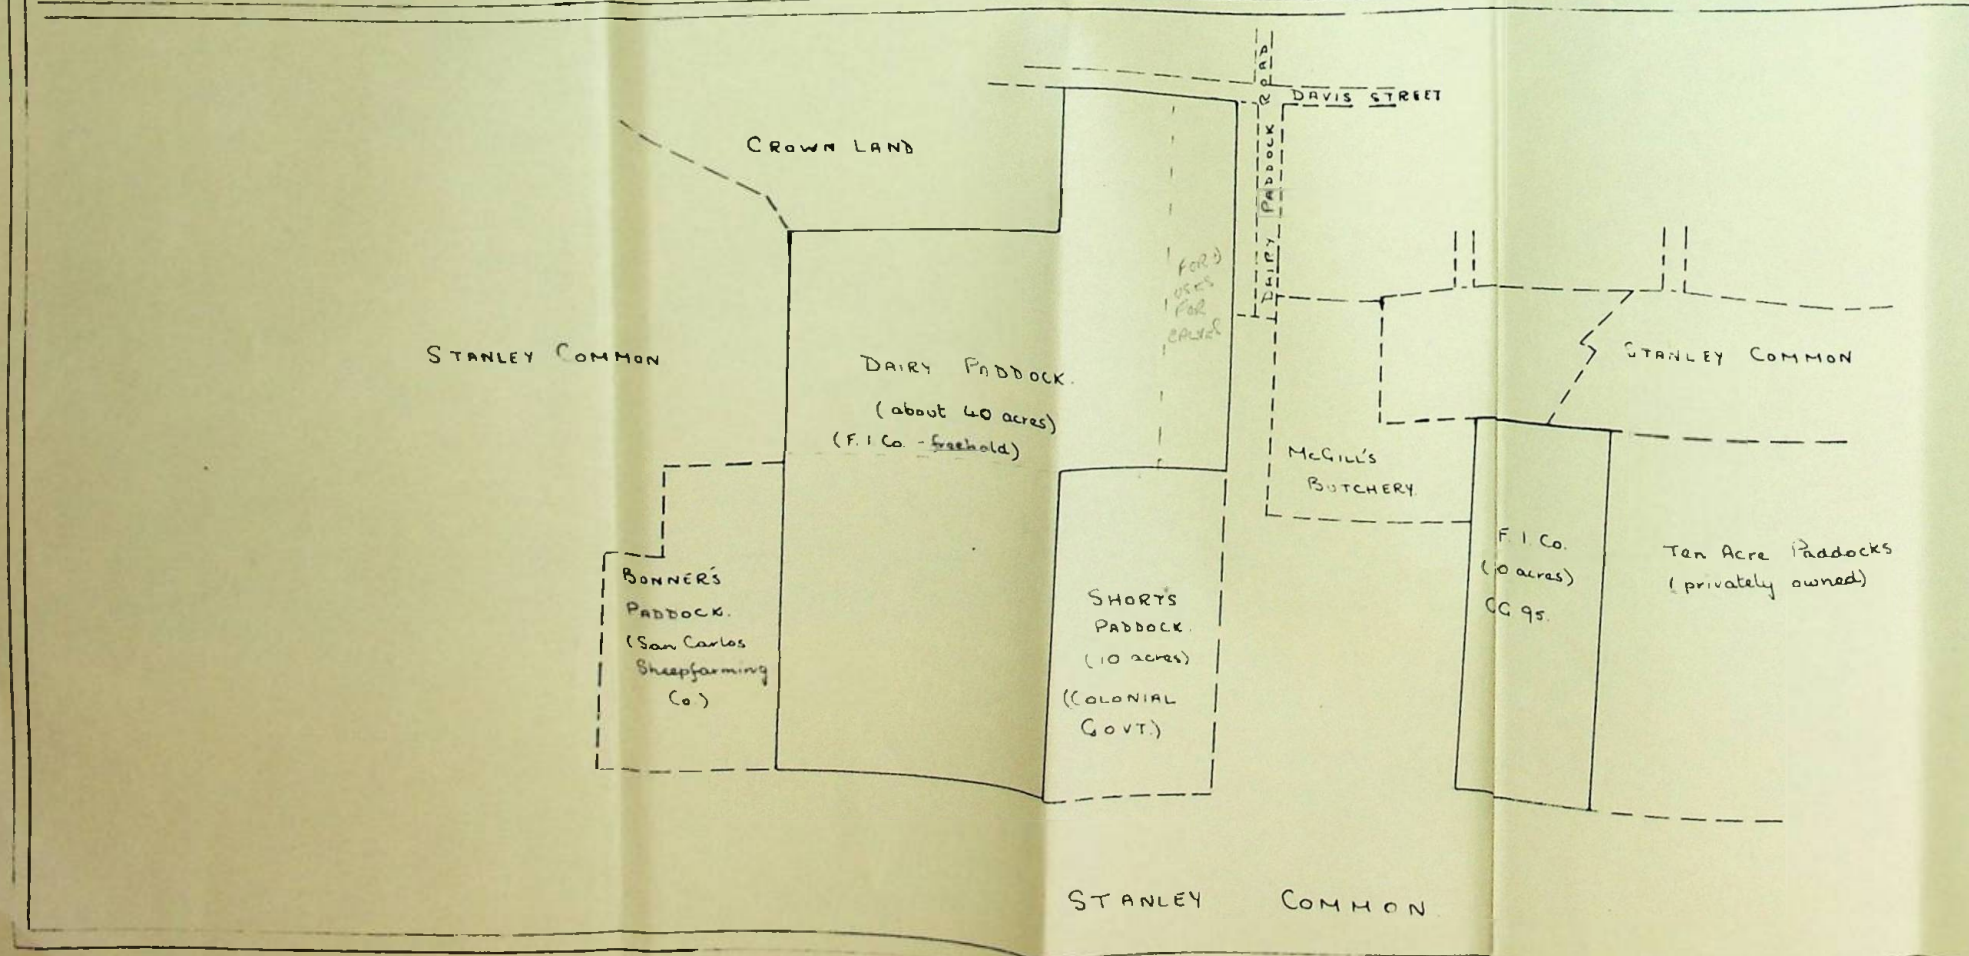 CROWN LAND
DAIRY PADDOCK ROAD
DAVIS STREET
STANLEY COMMON
DAIRY PADDOCK.
(about 40 acres)
(F. I Co. - freehold)
USES
FOR
CALVES
STANLEY COMMON
McGILL'S
BUTCHERY.
F. I. Co.
(10 acres)
CG 95.
Ten Acre Paddocks
(privately owned)
BONNER'S
PADDOCK.
(San Carlos
Sheepfarming
Co.)
SHORT'S
PADDOCK.
(10 acres)
(COLONIAL
GOVT.)
STANLEY COMMON